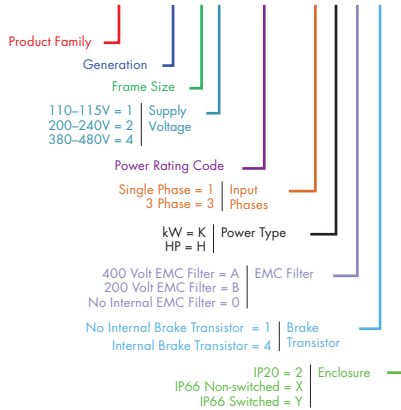 Product Family
Generation
Frame Size
110–115V = 1 Supply
200–240V = 2 Voltage
380–480V = 4
Power Rating Code
Single Phase = 1 Input
3 Phase = 3 Phases
kW = K Power Type
HP = H
400 Volt EMC Filter = A EMC Filter
200 Volt EMC Filter = B
No Internal EMC Filter = 0
No Internal Brake Transistor = 1 Brake
Internal Brake Transistor = 4 Transistor
IP20 = 2 Enclosure
IP66 Non-switched = X
IP66 Switched = Y